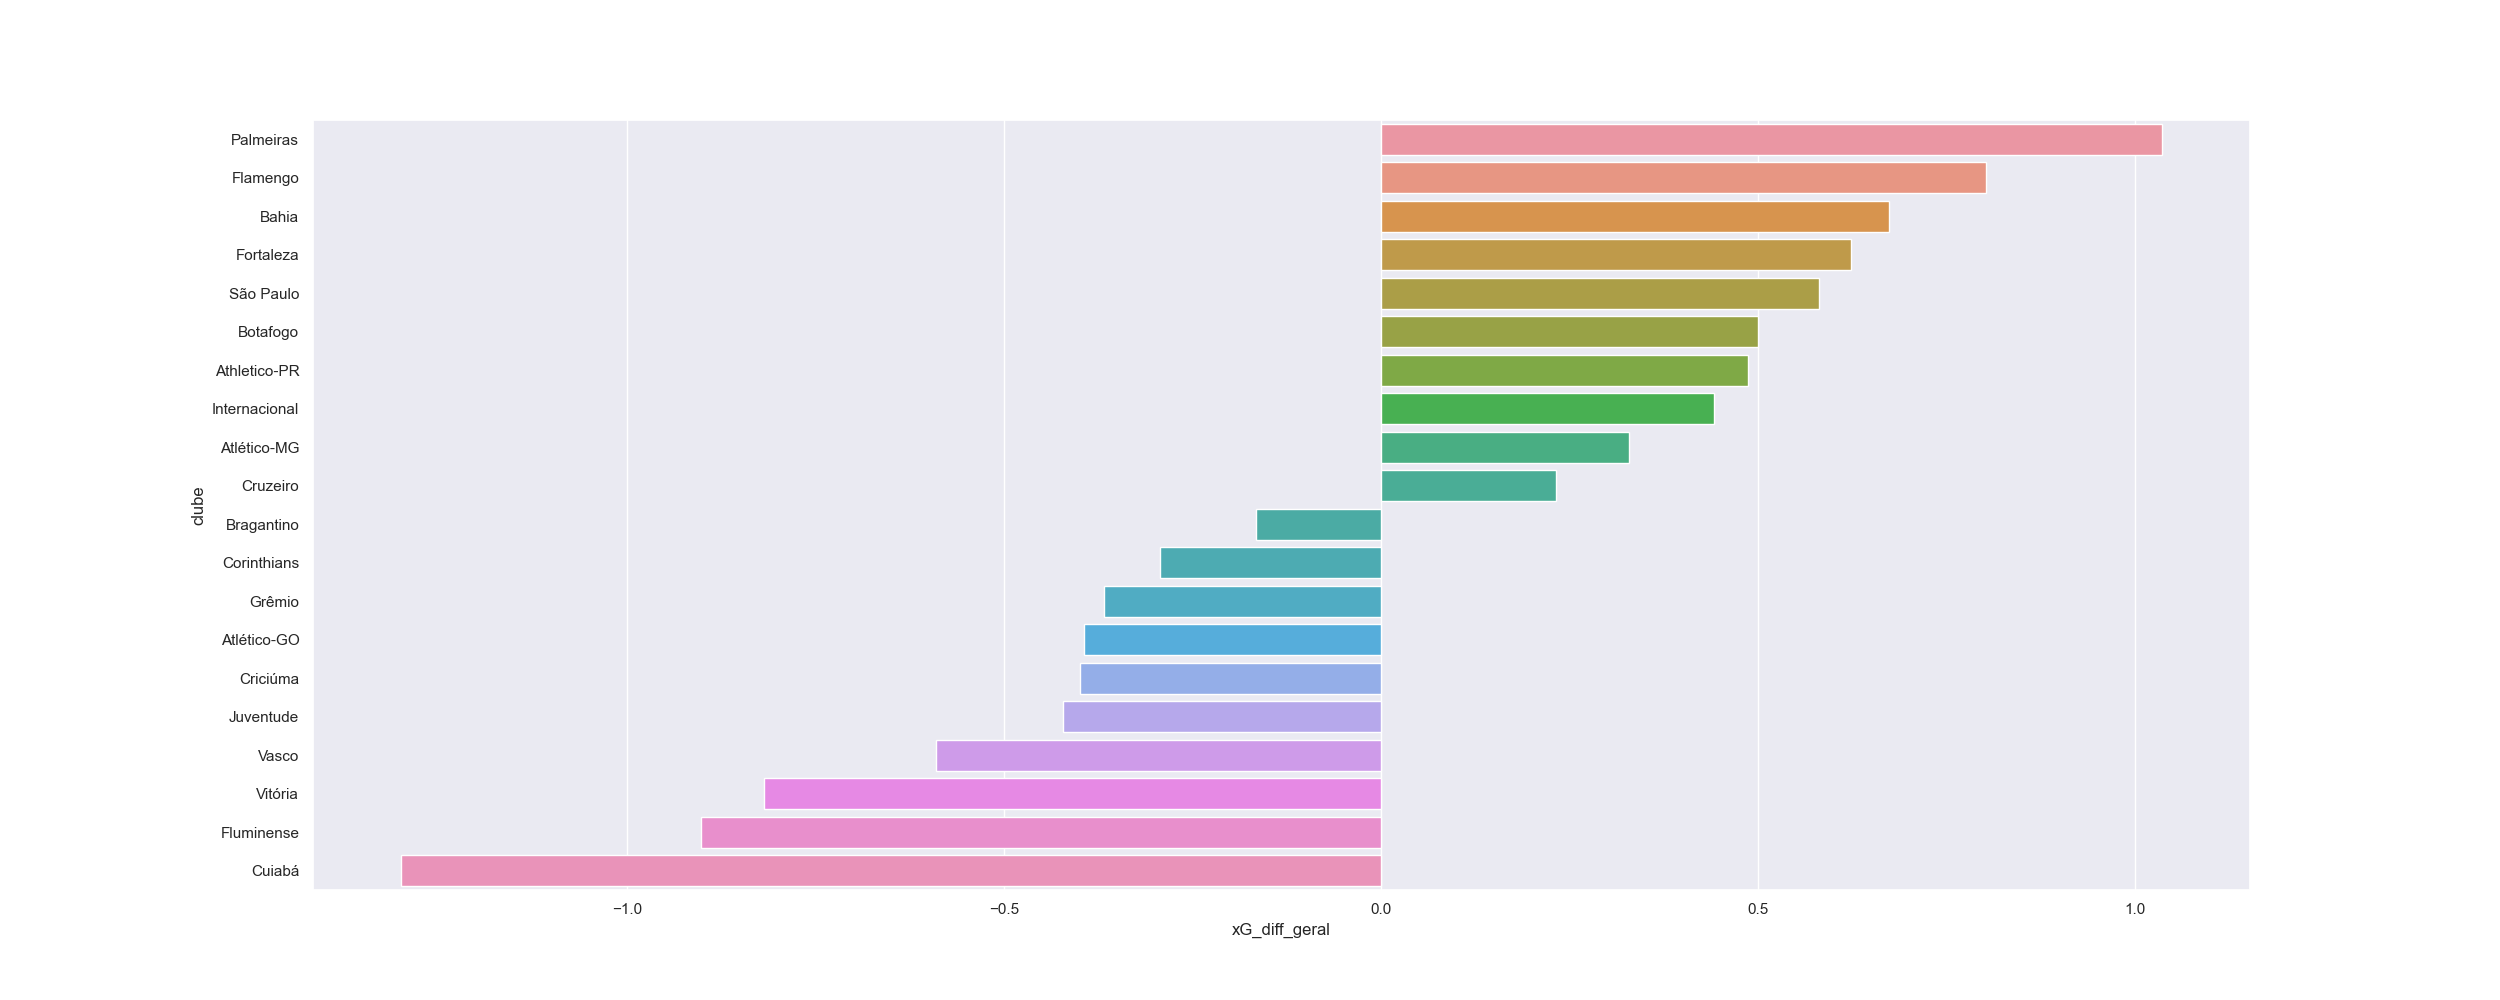 Palmeiras
Flamengo
Bahia
Fortaleza
São Paulo
Botafogo
Athletico-PR
Internacional
Atlético-MG
Cruzeiro
Bragantino
Corinthians
Grêmio
Atlético-GO
Criciúma
Juventude
Vasco
Vitória
Fluminense
Cuiabá
clube
−1.0 −0.5 0.0 0.5 1.0
xG_diff_geral